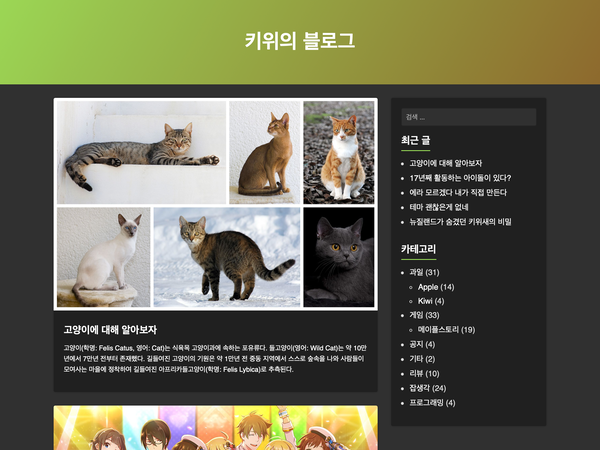 키위의 블로그
고양이에 대해 알아보자
고양이(학명: Felis Catus, 영어: Cat)는 식육목 고양이과에 속하는 포유류다. 들고양이(영어: Wild Cat)는 약 10만
년에서 7만년 전부터 존재했다. 길들여진 고양이의 기원은 약 1만년 전 중동 지역에서 스스로 숲속을 나와 사람들이
모여사는 마을에 정착하여 길들여진 아프리카들고양이(학명: Felis Lybica)로 추측된다.
검색 ...
최근 글
고양이에 대해 알아보자
17년째 활동하는 아이돌이 있다?
에라 모르겠다 내가 직접 만든다
테마 괜찮은게 없네
뉴질랜드가 숨겼던 키위새의 비밀
카테고리
과일 (31)
Apple (14)
Kiwi (4)
게임 (33)
메이플스토리 (19)
공지 (4)
기타 (2)
리뷰 (10)
잡생각 (24)
프로그래밍 (4)